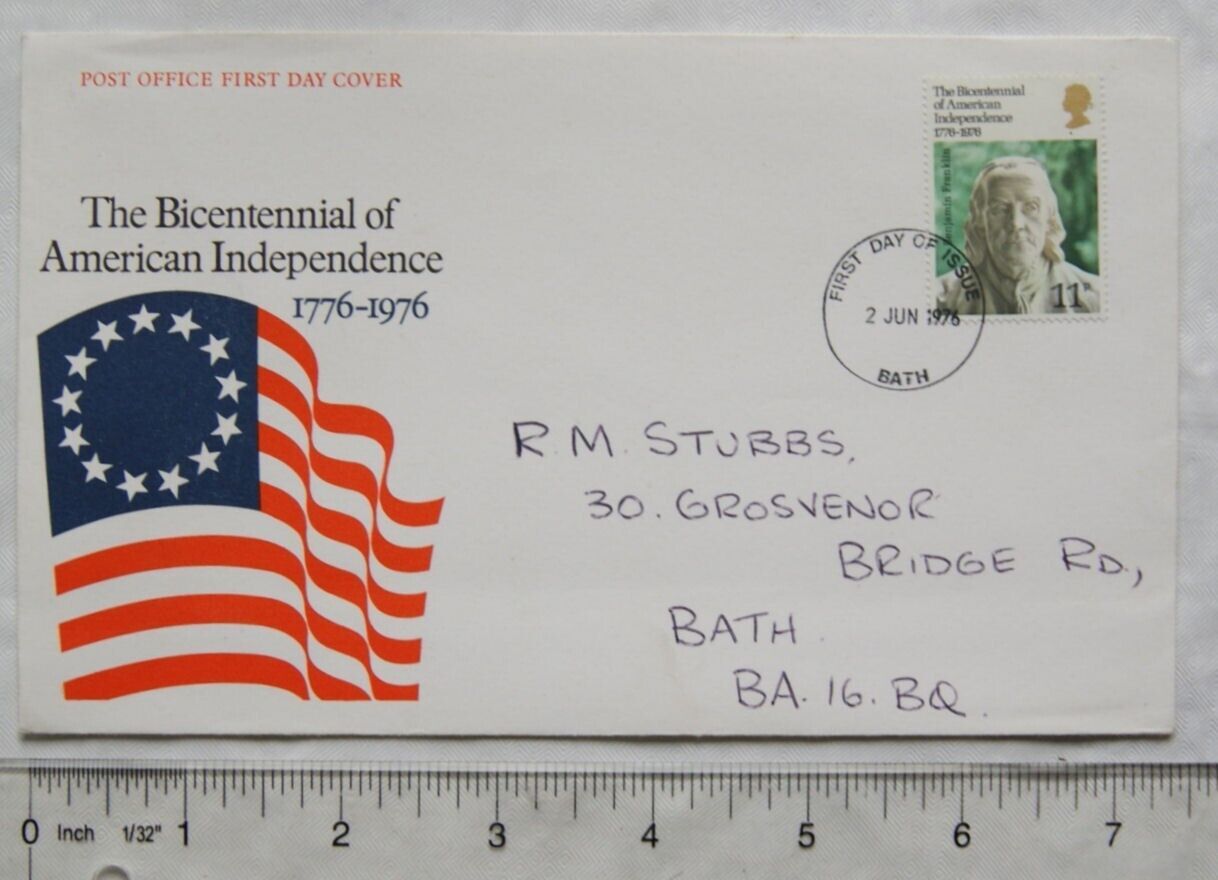 POST OFFICE FIRST DAY COVER
The Bicentennial of
American Independence
1776-1976
The Bicentennial
of American
Independence
1776-1976
Benjamin Franklin
11P
FIRST DAY OF ISSUE
2 JUN 1976
BATH
R.M. STUBBS,
30. GROSVENOR
BRIDGE RD.,
BATH.
BA. 16. BQ.
0 Inch 1/32" 1 2 3 4 5 6 7